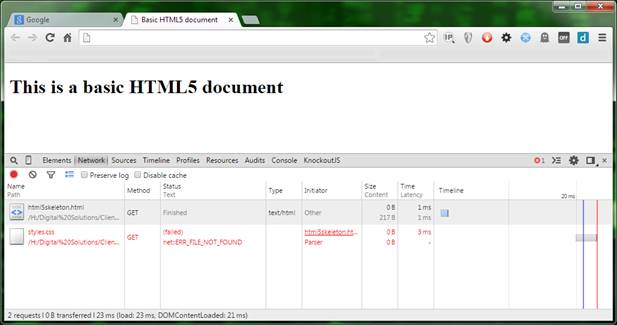 Google
Basic HTML5 document
IP
OFF
d
This is a basic HTML5 document
Elements Network Sources Timeline Profiles Resources Audits Console KnockoutJS 1
Preserve log Disable cache
Name Method Status Type Initiator Size Time Timeline
Path Text Content Latency 20 ms
html5skeleton.html GET Finished text/html Other 0 B 1 ms
/H:/Digital%20Solutions/Clien... 217 B 1 ms
styles.css GET (failed) html5skeleton.ht... 0 B 3 ms
/H:/Digital%20Solutions/Clien... net::ERR_FILE_NOT_FOUND Parser 0 B -
2 requests | 0 B transferred | 23 ms (load: 23 ms, DOMContentLoaded: 21 ms)